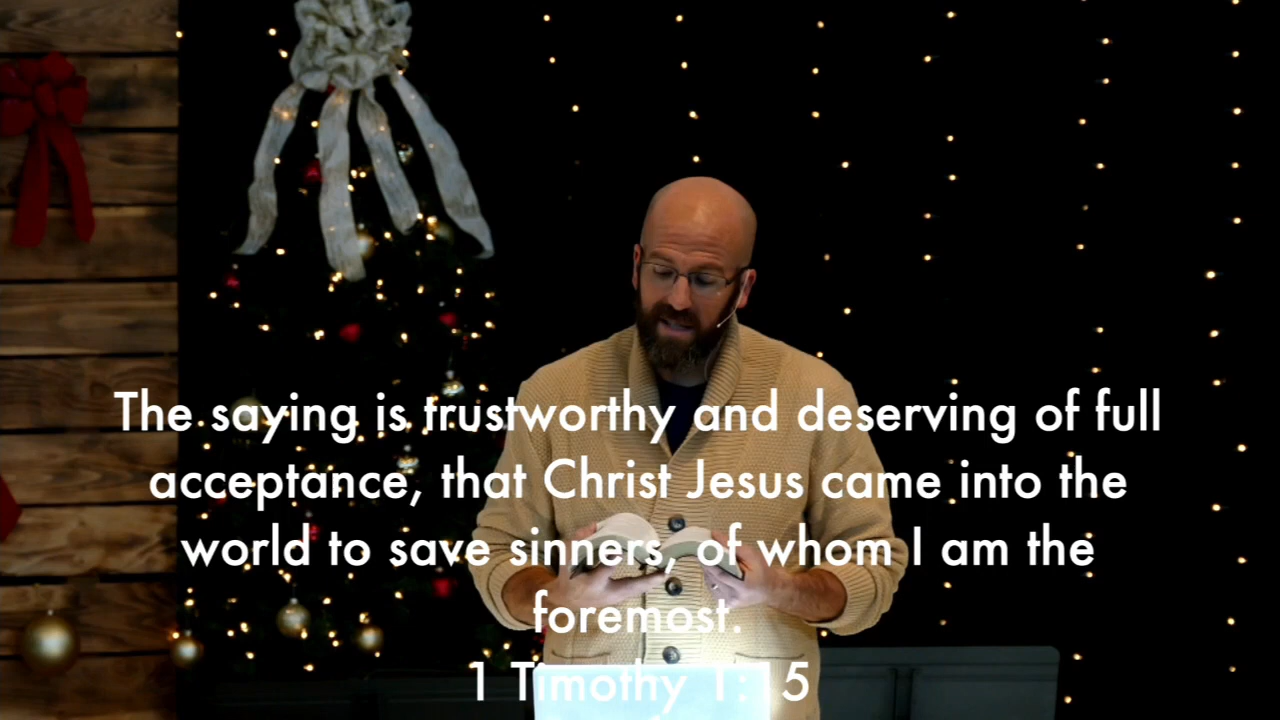 The saying is trustworthy and deserving of full
acceptance, that Christ Jesus came into the
world to save sinners, of whom I am the
foremost.
1 Timothy 1:15